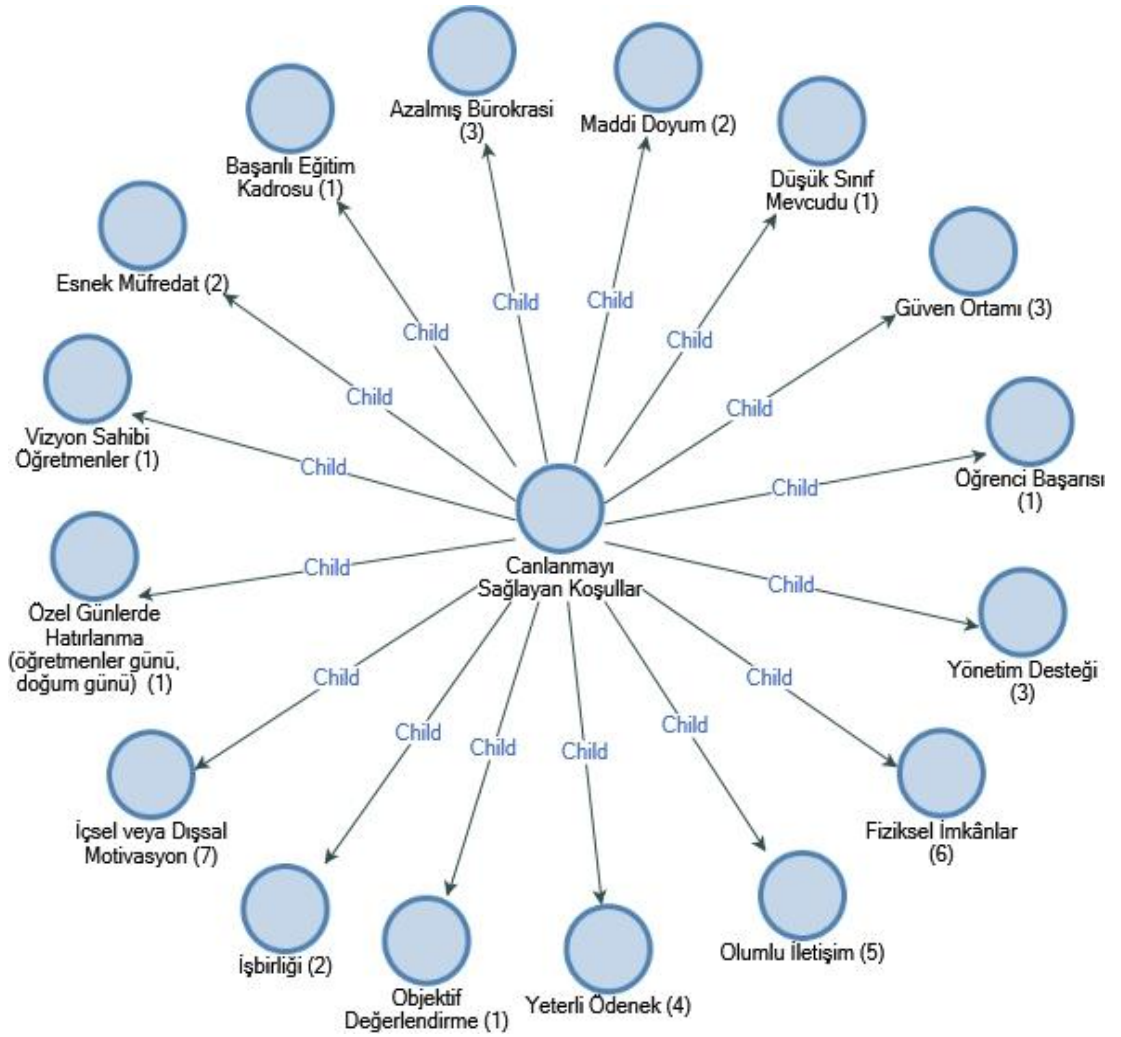 Azalmış Bürokrasi
(3)
Maddi Doyum (2)
Düşük Sınıf
Mevcudu (1)
Başarılı Eğitim
Kadrosu (1)
Esnek Müfredat (2)
Güven Ortamı (3)
Child
Child
Child
Child
Child
Child
Vizyon Sahibi
Öğretmenler (1)
Child
Öğrenci Başarısı
(1)
Child
Canlanmayı
Sağlayan Koşullar
Child
Özel Günlerde
Hatırlanma
(öğretmenler günü,
doğum günü) (1)
Child
Yönetim Desteği
(3)
Child
Child
Child
Child
Child
Child
İçsel veya Dışsal
Motivasyon (7)
Fiziksel İmkânlar
(6)
İşbirliği (2)
Objektif
Değerlendirme (1)
Yeterli Ödenek (4)
Olumlu İletişim (5)